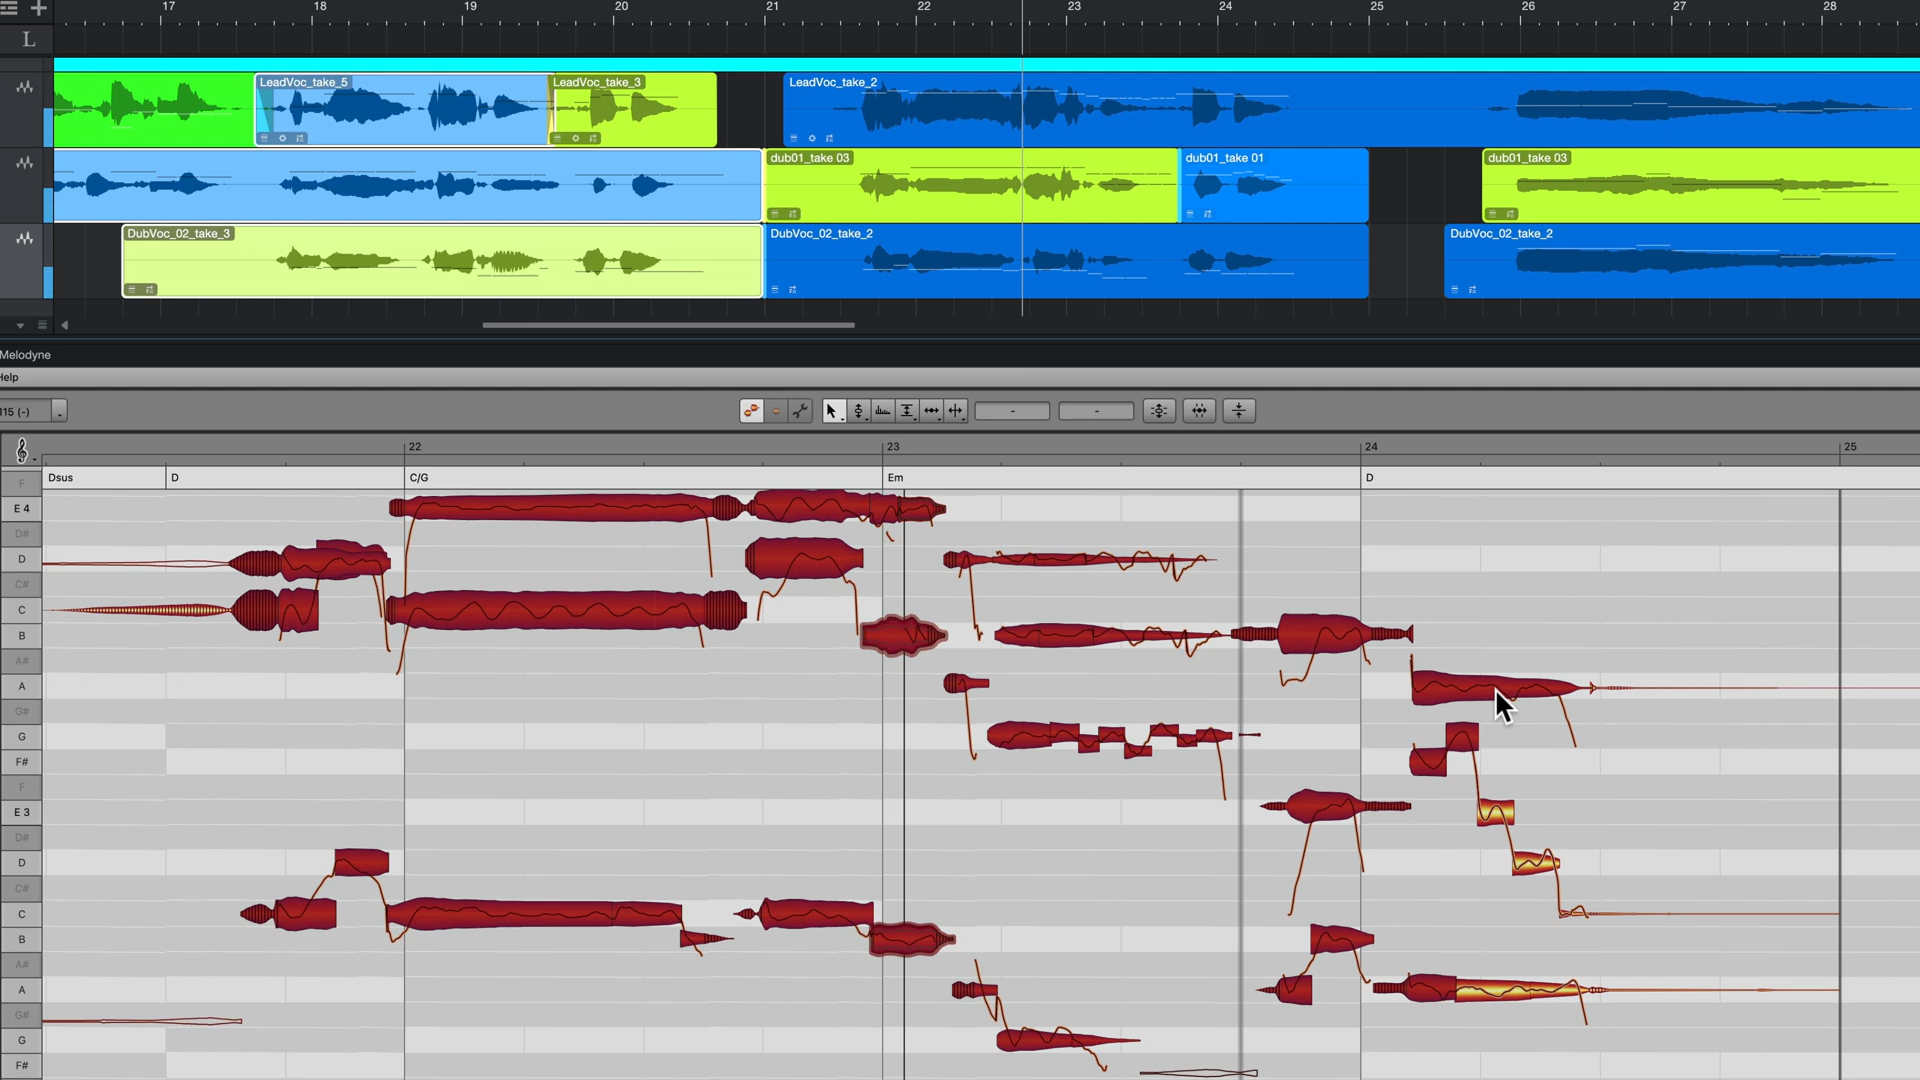 17 18 19 20 21 22 23 24 25 26 27 28
L
LeadVoc_take_5 LeadVoc_take_3 LeadVoc_take_2
dub01_take 03 dub01_take 01 dub01_take 03
DubVoc_02_take_3 DubVoc_02_take_2 DubVoc_02_take_2
Melodyne
Help
115 (-) - -
22 23 24 25
F Dsus D C/G Em D
E 4
D#
D
C#
C
B
A#
A
G#
G
F#
F
E 3
D#
D
C#
C
B
A#
A
G#
G
F#